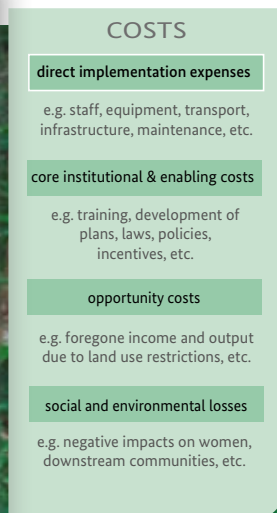 COSTS
direct implementation expenses
e.g. staff, equipment, transport,
infrastructure, maintenance, etc.
core institutional & enabling costs
e.g. training, development of
plans, laws, policies,
incentives, etc.
opportunity costs
e.g. foregone income and output
due to land use restrictions, etc.
social and environmental losses
e.g. negative impacts on women,
downstream communities, etc.